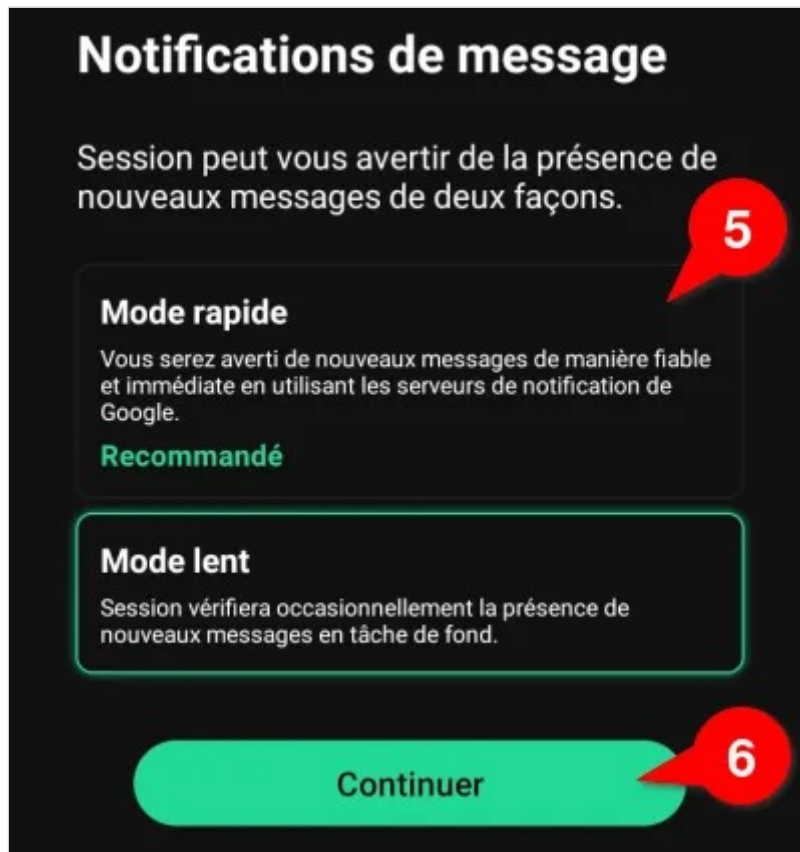 Notifications de message
Session peut vous avertir de la présence de
nouveaux messages de deux façons.
5
Mode rapide
Vous serez averti de nouveaux messages de manière fiable
et immédiate en utilisant les serveurs de notification de
Google.
Recommandé
Mode lent
Session vérifiera occasionnellement la présence de
nouveaux messages en tâche de fond.
Continuer
6